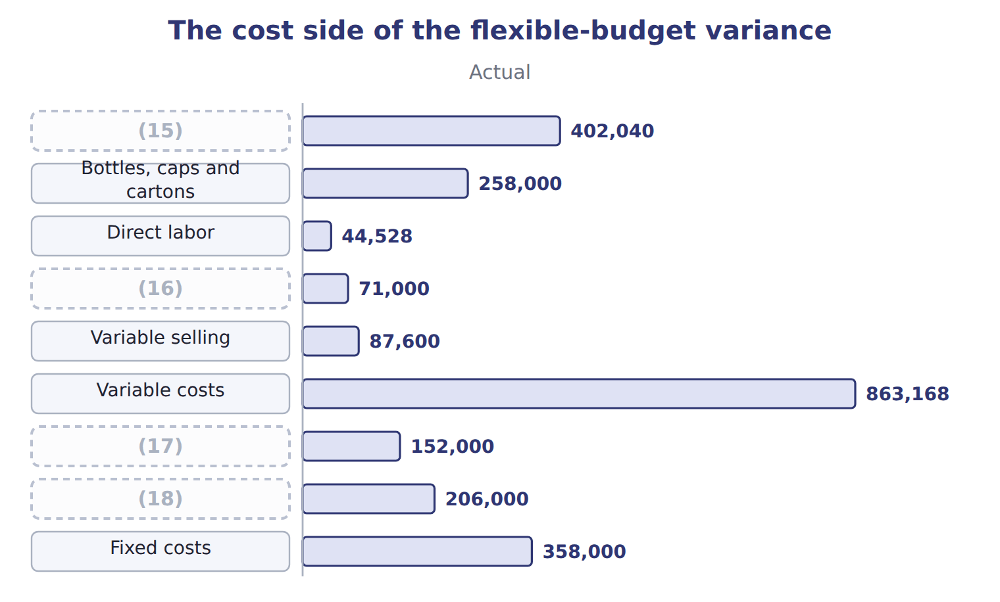 The cost side of the flexible-budget variance
Actual
(15)
402,040
Bottles, caps and
cartons
258,000
Direct labor
44,528
(16)
71,000
Variable selling
87,600
Variable costs
863,168
(17)
152,000
(18)
206,000
Fixed costs
358,000